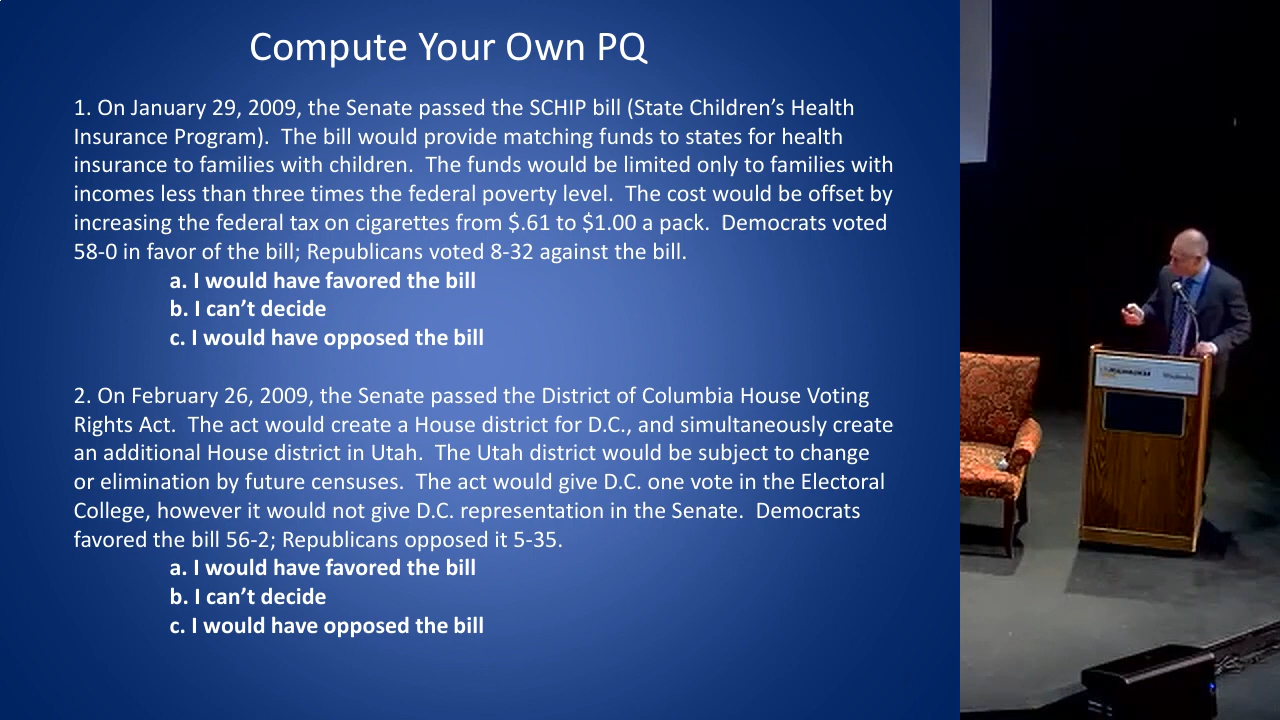 Compute Your Own PQ
1. On January 29, 2009, the Senate passed the SCHIP bill (State Children’s Health
Insurance Program).  The bill would provide matching funds to states for health
insurance to families with children.  The funds would be limited only to families with
incomes less than three times the federal poverty level.  The cost would be offset by
increasing the federal tax on cigarettes from $.61 to $1.00 a pack.  Democrats voted
58-0 in favor of the bill; Republicans voted 8-32 against the bill.
a. I would have favored the bill
b. I can’t decide
c. I would have opposed the bill
2. On February 26, 2009, the Senate passed the District of Columbia House Voting
Rights Act.  The act would create a House district for D.C., and simultaneously create
an additional House district in Utah.  The Utah district would be subject to change
or elimination by future censuses.  The act would give D.C. one vote in the Electoral
College, however it would not give D.C. representation in the Senate.  Democrats
favored the bill 56-2; Republicans opposed it 5-35.
a. I would have favored the bill
b. I can’t decide
c. I would have opposed the bill